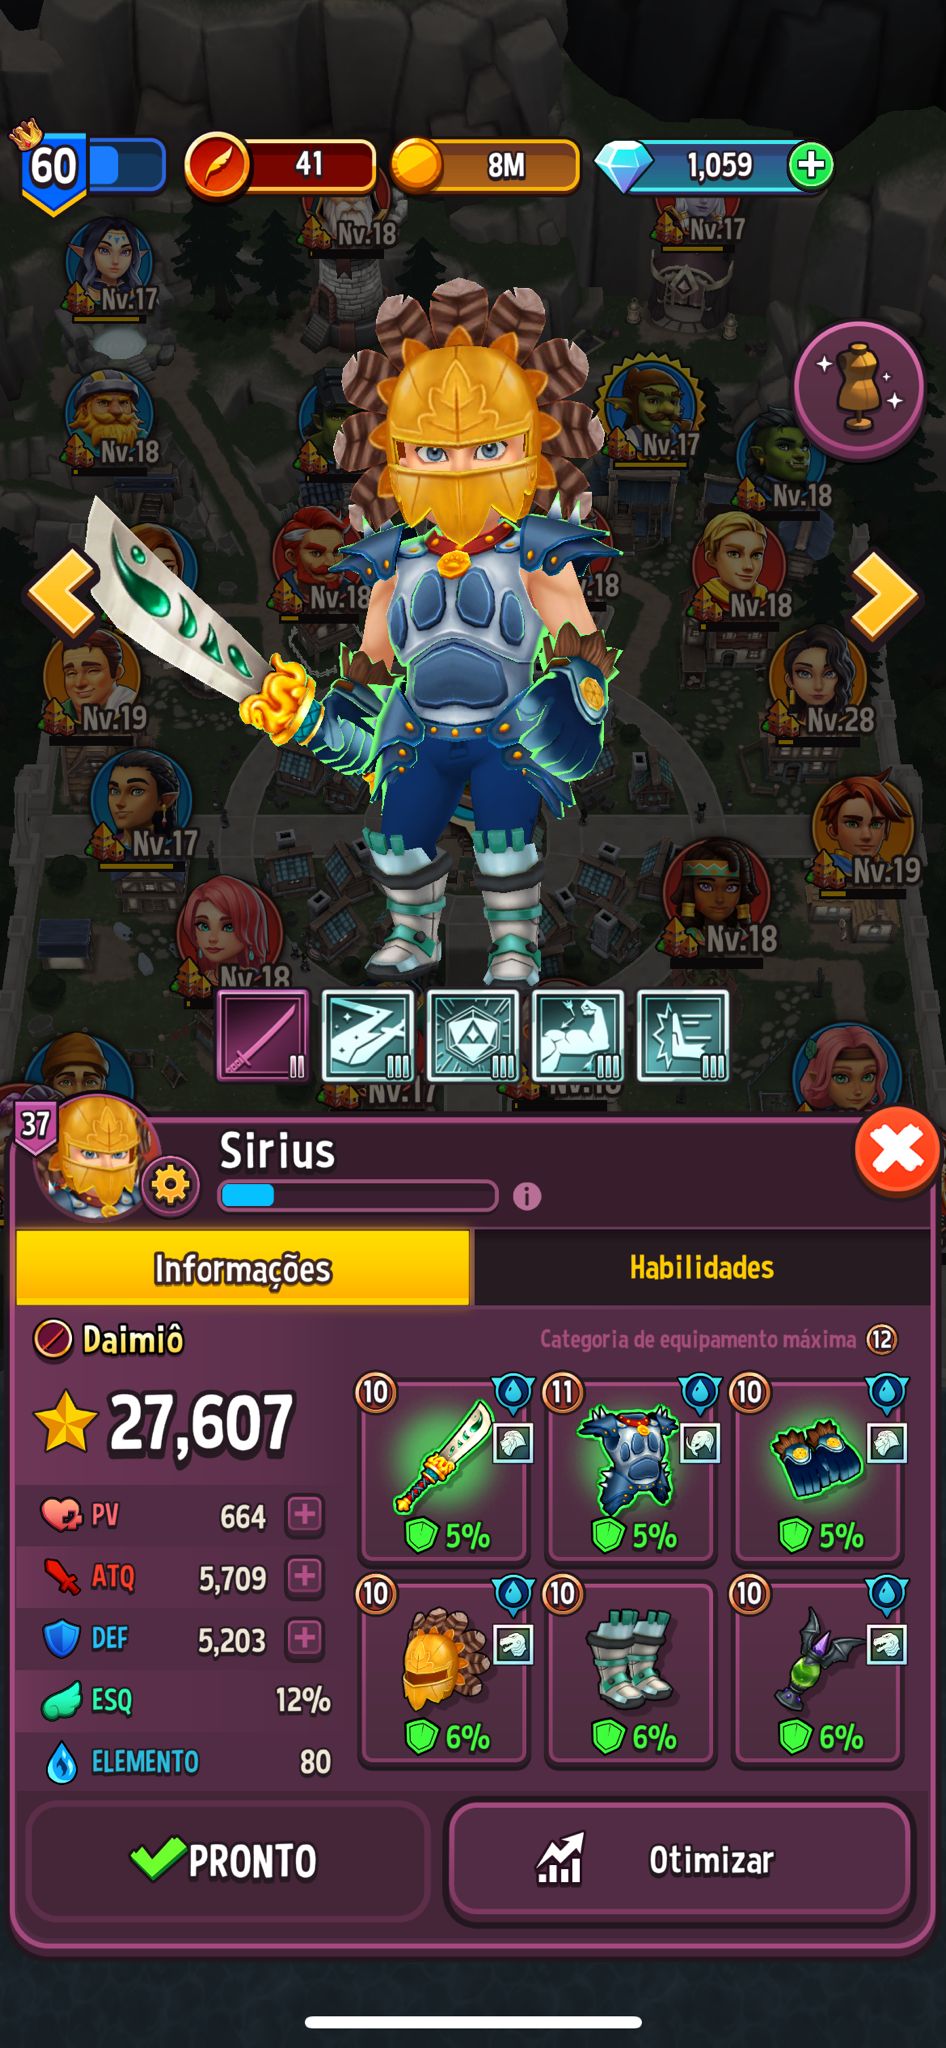 60
41
8M
1,059
Nv.18
Nv.17
Nv.17
Nv.18
Nv.17
Nv.18
Nv.18
.18
Nv.18
Nv.19
Nv.28
Nv.17
Nv.19
Nv.18
Nv.18
Nv.17
37
Sirius
Informações
Habilidades
Daimiô
Categoria de equipamento máxima 12
27,607
10
11
10
PV 664
ATQ 5,709
5%
5%
5%
DEF 5,203
10
10
10
ESQ 12%
ELEMENTO 80
6%
6%
6%
PRONTO
Otimizar